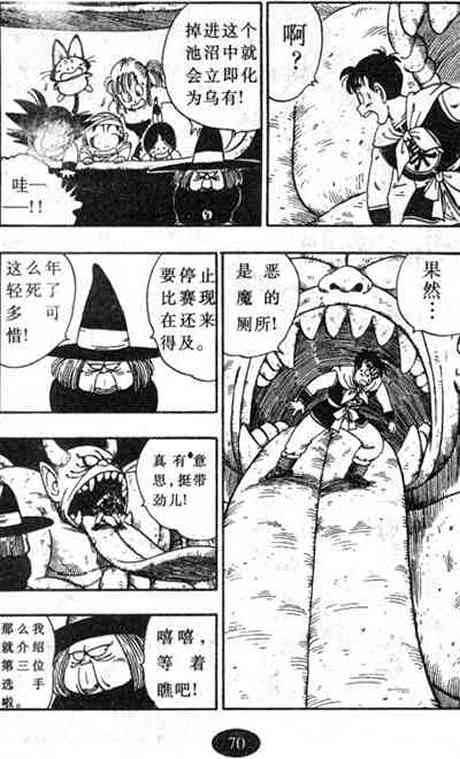 啊?
掉进这个
池沼中就
会立即化
为乌有!
哇—
—!!
果然…
是恶
魔的
厕所!
要停止
比赛现
在还来
得及。
这么年
轻死了
多可
惜!
真有意
思,挺带
劲儿!
嘻嘻,
等着
瞧吧!
那么我
就介绍
第三位
选手
啦。
70